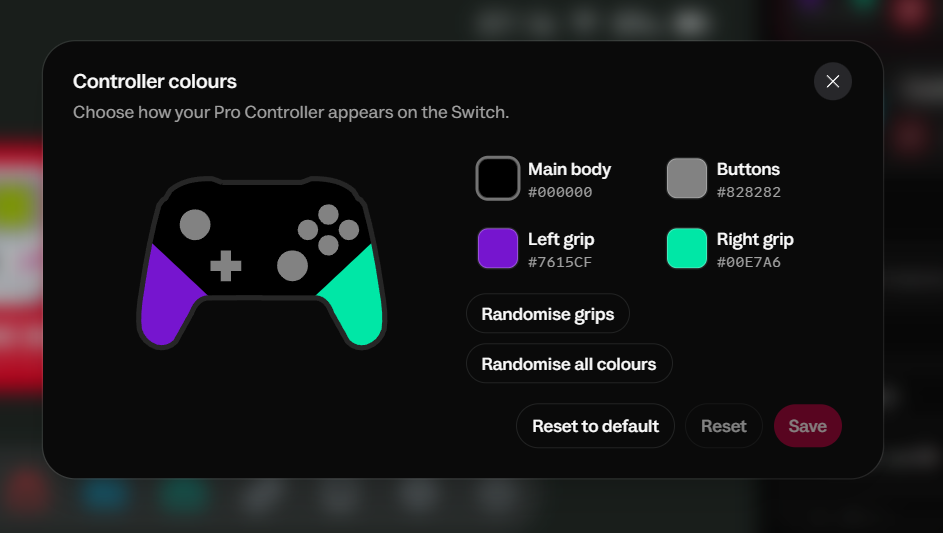 Controller colours
Choose how your Pro Controller appears on the Switch.
Main body
#000000
Buttons
#828282
Left grip
#7615CF
Right grip
#00E7A6
Randomise grips
Randomise all colours
Reset to default
Reset
Save